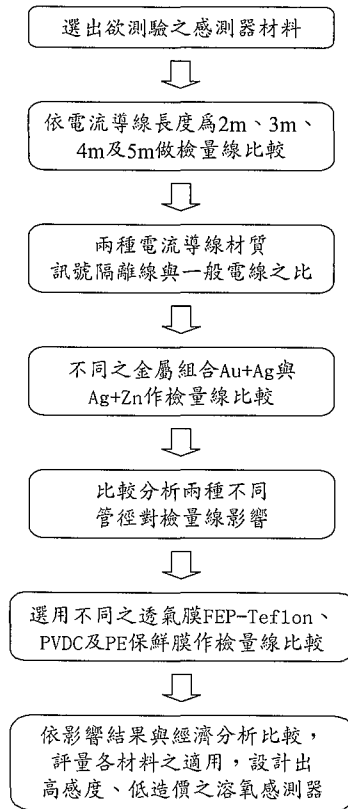 選出欲測驗之感測器材料
依電流導線長度為2m、3m、
4m及5m做檢量線比較
兩種電流導線材質
訊號隔離線與一般電線之比
不同之金屬組合Au+Ag與
Ag+Zn作檢量線比較
比較分析兩種不同
管徑對檢量線影響
選用不同之透氣膜FEP-Teflon、
PVDC及PE保鮮膜作檢量線比較
依影響結果與經濟分析比較，
評量各材料之適用，設計出
高感度、低造價之溶氧感測器